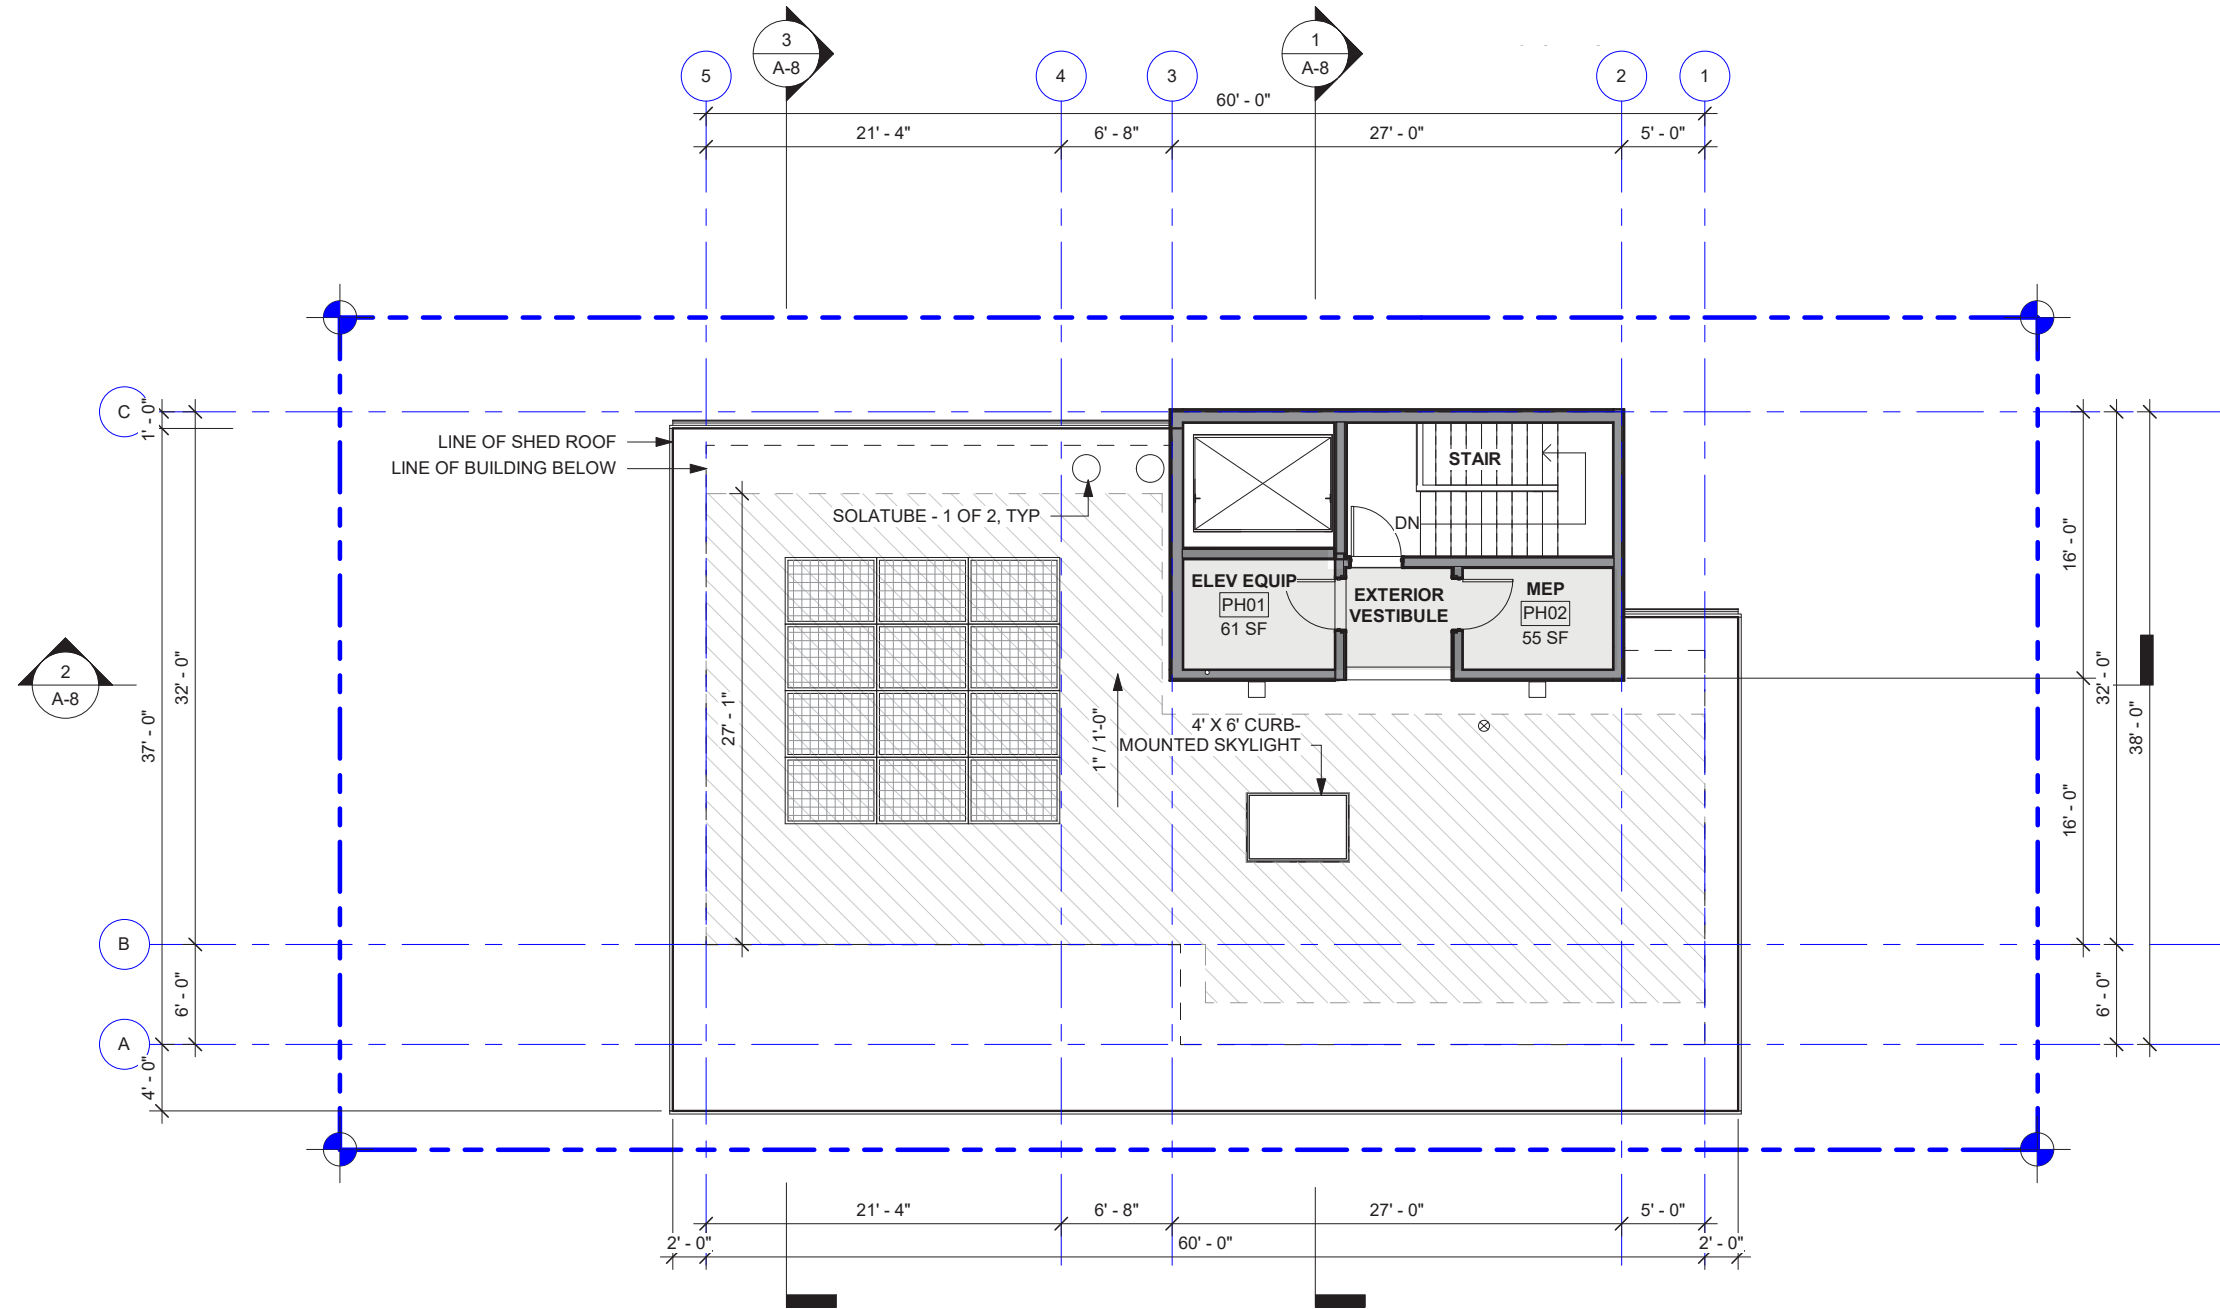 3
A-8
1
A-8
5
4
3
2
1
60' - 0"
21' - 4"
6' - 8"
27' - 0"
5' - 0"
C
1' - 0"
LINE OF SHED ROOF
LINE OF BUILDING BELOW
SOLATUBE - 1 OF 2, TYP
STAIR
DN
ELEV EQUIP
PH01
61 SF
EXTERIOR
VESTIBULE
MEP
PH02
55 SF
16' - 0"
2
A-8
32' - 0"
37' - 0"
27' - 1"
1" / 1'-0"
4' X 6' CURB-
MOUNTED SKYLIGHT
32' - 0"
38' - 0"
16' - 0"
B
6' - 0"
6' - 0"
A
4' - 0"
21' - 4"
6' - 8"
27' - 0"
5' - 0"
2' - 0"
60' - 0"
2' - 0"